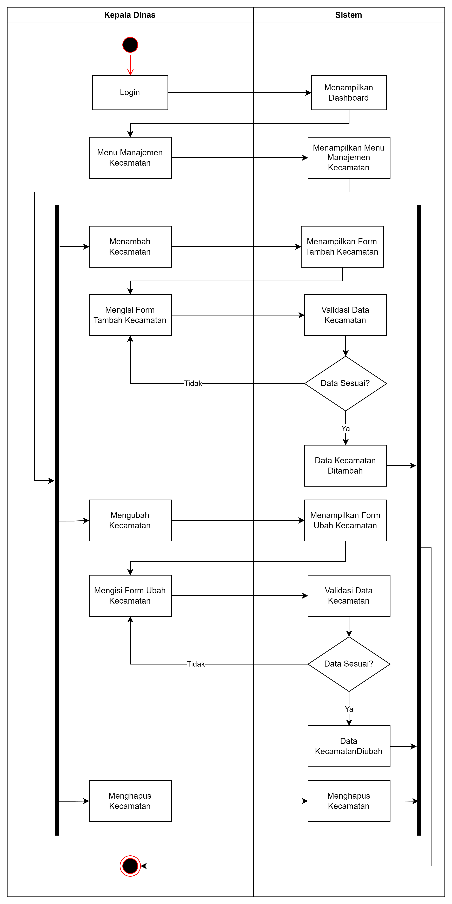 Kepala Dinas
Sistem
Login
Menampilkan
Dashboard
Menu Manajemen
Kecamatan
Menampilkan Menu
Manajemen
Kecamatan
Menambah
Kecamatan
Menampilkan Form
Tambah Kecamatan
Mengisi Form
Tambah Kecamatan
Validasi Data
Kecamatan
Tidak
Data Sesuai?
Ya
Data Kecamatan
Ditambah
Mengubah
Kecamatan
Menampilkan Form
Ubah Kecamatan
Mengisi Form Ubah
Kecamatan
Validasi Data
Kecamatan
Tidak
Data Sesuai?
Ya
Data
KecamatanDiubah
Menghapus
Kecamatan
Menghapus
Kecamatan